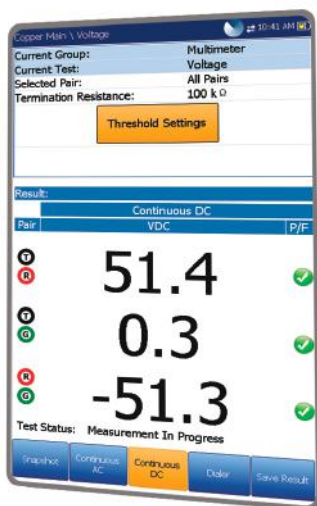 Copper Main \ Voltage 10:41 AM
Current Group: Multimeter
Current Test: Voltage
Selected Pair: All Pairs
Termination Resistance: 100 k Ω
Threshold Settings
Result:
Continuous DC
Pair VDC P/F
T
R
51.4
T
G
0.3
R
G
-51.3
Test Status: Measurement In Progress
Snapshot
Continuous
AC
Continuous
DC
Dialer
Save Result